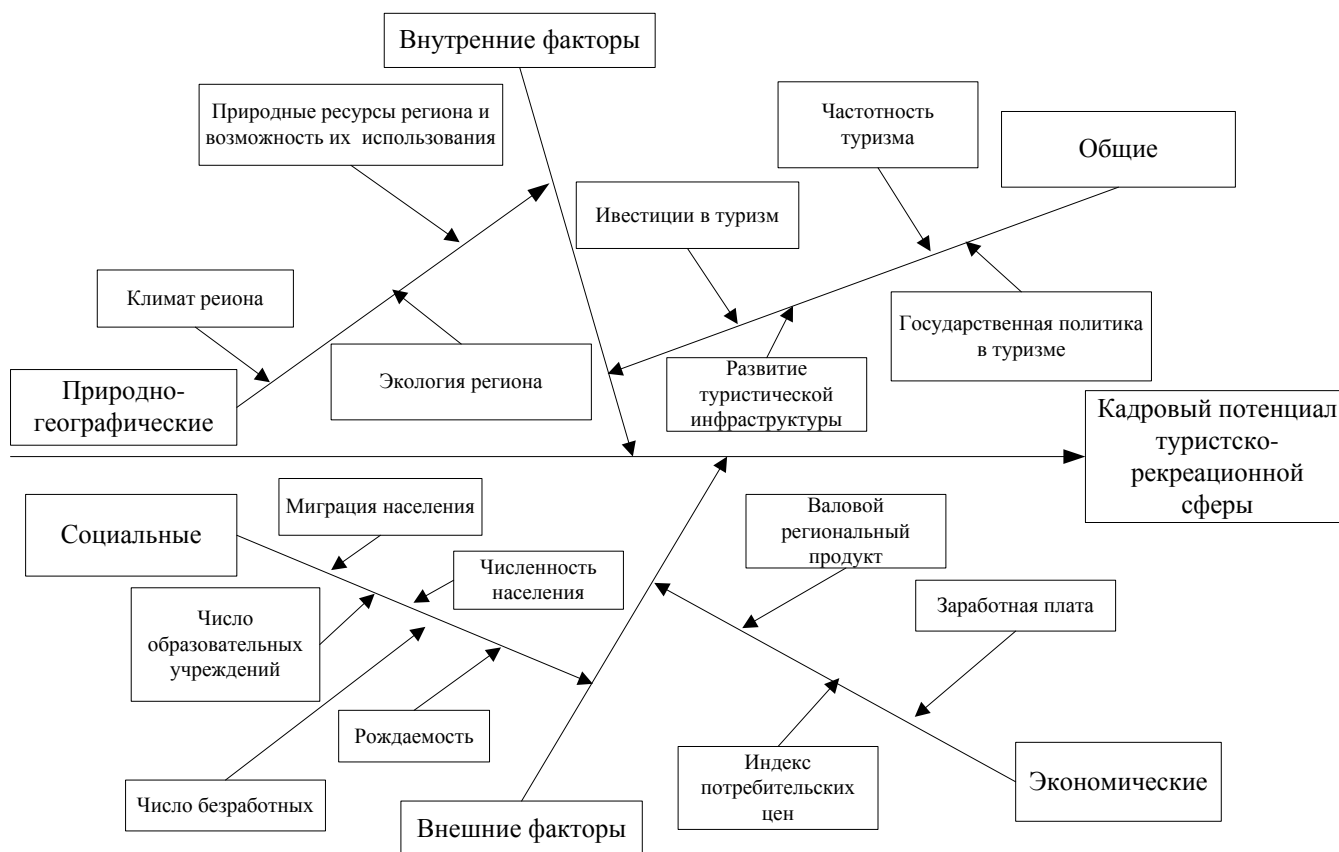 Внутренние факторы
Природные ресурсы региона и
возможность их использования
Частотность
туризма
Общие
Ивестиции в туризм
Климат реиона
Государственная политика
в туризме
Экология региона
Развитие
туристической
инфраструктуры
Природно-
географические
Кадровый потенциал
туристско-
рекреационной
сферы
Социальные
Миграция населения
Валовой
региональный
продукт
Численность
населения
Заработная плата
Число
образовательных
учреждений
Рождаемость
Индекс
потребительских
цен
Экономические
Число безработных
Внешние факторы